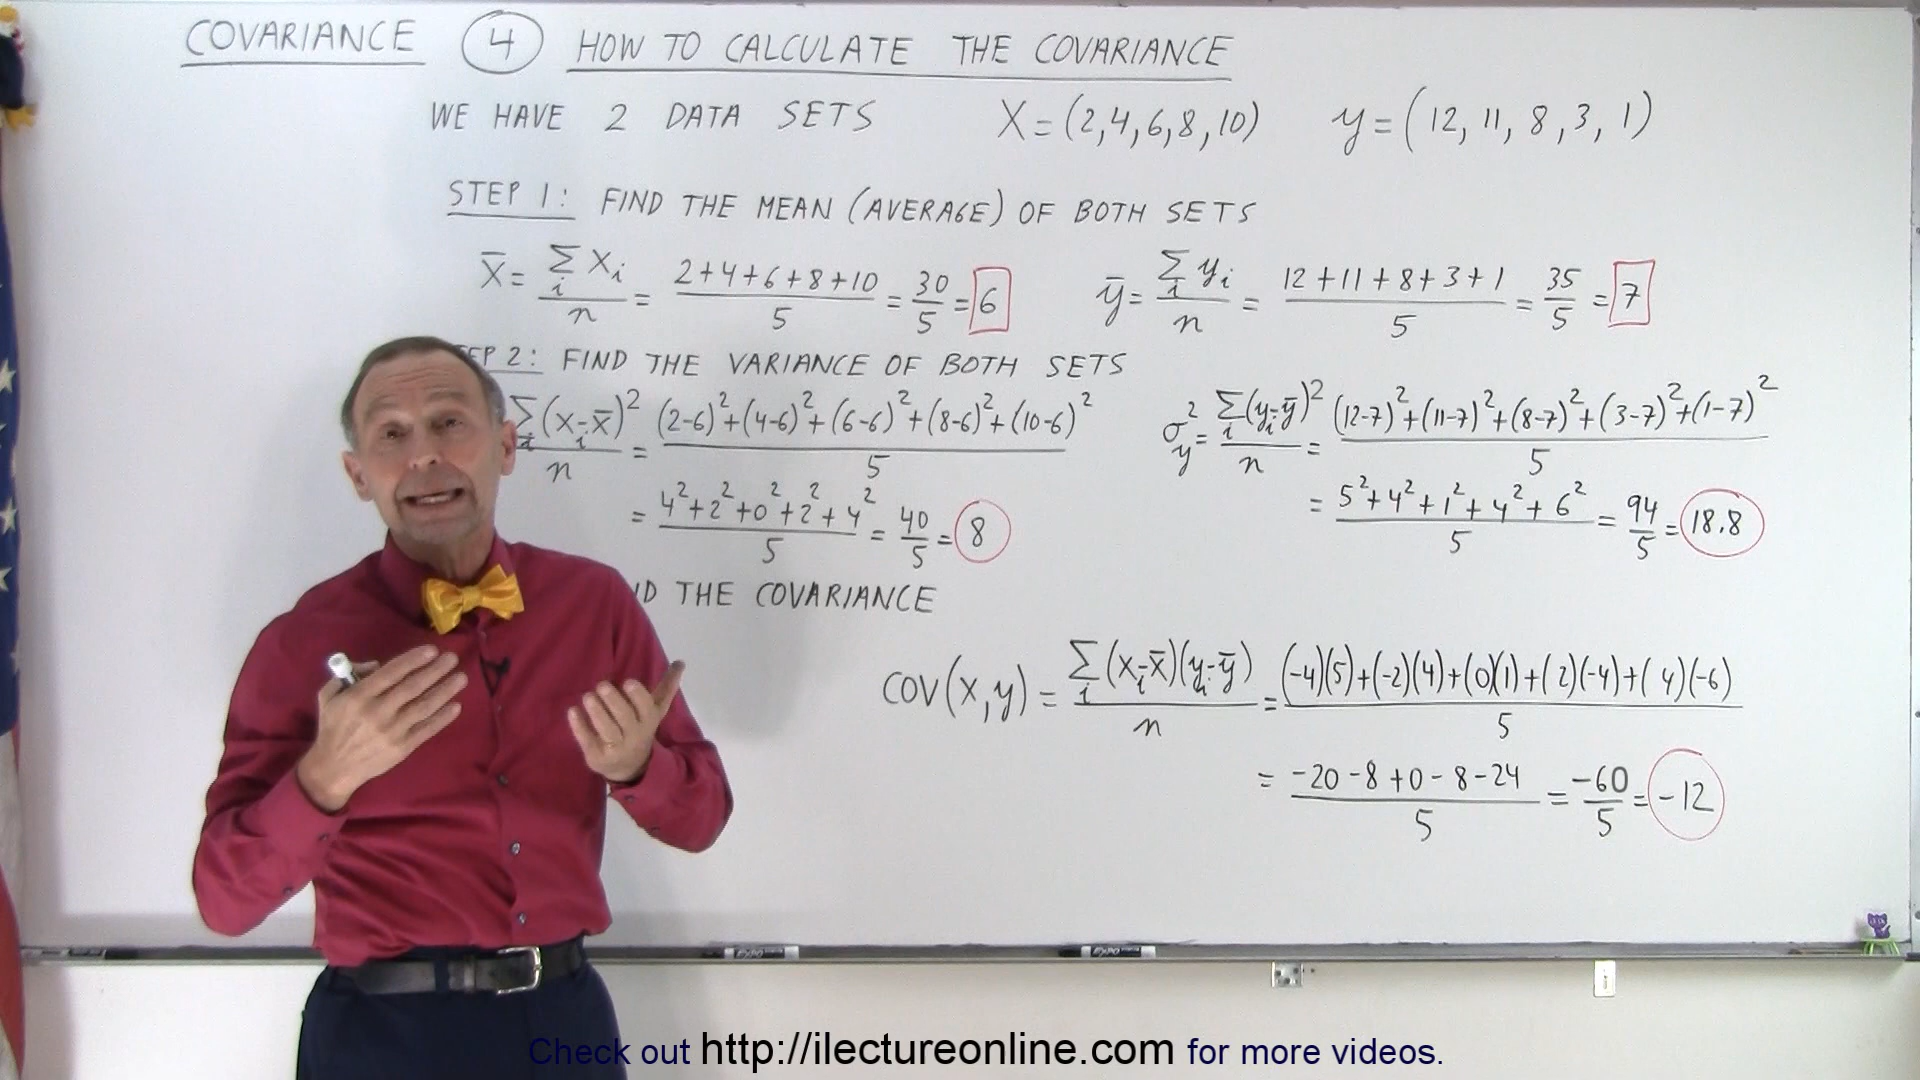 COVARIANCE 4 HOW TO CALCULATE THE COVARIANCE
WE HAVE 2 DATA SETS X = (2,4,6,8,10) y = (12, 11, 8, 3, 1)
STEP 1: FIND THE MEAN (AVERAGE) OF BOTH SETS
x̄ = Σᵢ xᵢ / n = (2+4+6+8+10) / 5 = 30/5 = 6 ȳ = Σᵢ yᵢ / n = (12+11+8+3+1) / 5 = 35/5 = 7
EP 2: FIND THE VARIANCE OF BOTH SETS
Σᵢ(xᵢ-x̄)² / n = ((2-6)²+(4-6)²+(6-6)²+(8-6)²+(10-6)²) / 5 σy² = Σᵢ(yᵢ-ȳ)² / n = ((12-7)²+(11-7)²+(8-7)²+(3-7)²+(1-7)²) / 5
= (4²+2²+0²+2²+4²) / 5 = 40/5 = 8 = (5²+4²+1²+4²+6²) / 5 = 94/5 = 18.8
ND THE COVARIANCE
COV(x,y) = Σᵢ(xᵢ-x̄)(yᵢ-ȳ) / n = ((-4)(5)+(-2)(4)+(0)(1)+(2)(-4)+(4)(-6)) / 5
= (-20-8+0-8-24) / 5 = -60/5 = -12
Check out http://ilectureonline.com for more videos.